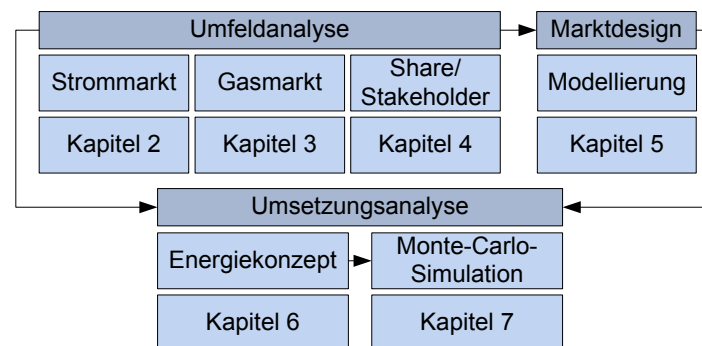 Umfeldanalyse
Marktdesign
Strommarkt
Gasmarkt
Share/
Stakeholder
Modellierung
Kapitel 2
Kapitel 3
Kapitel 4
Kapitel 5
Umsetzungsanalyse
Energiekonzept
Monte-Carlo-
Simulation
Kapitel 6
Kapitel 7